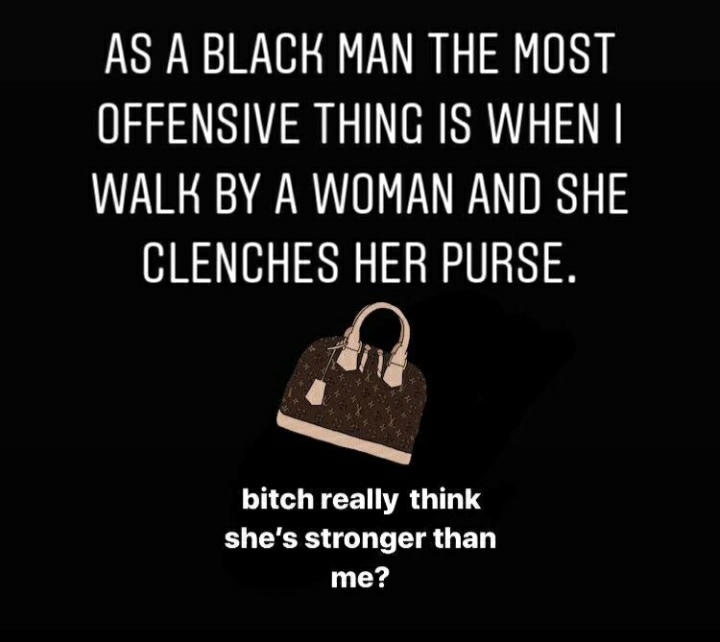 AS A BLACK MAN THE MOST
OFFENSIVE THING IS WHEN I
WALK BY A WOMAN AND SHE
CLENCHES HER PURSE.
bitch really think
she's stronger than
me?